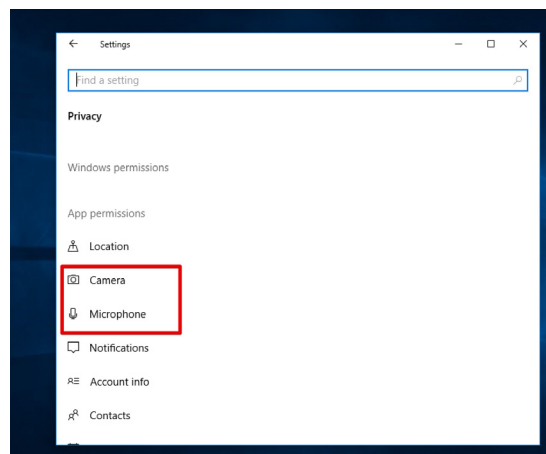 Settings
Find a setting
Privacy
Windows permissions
App permissions
Location
Camera
Microphone
Notifications
Account info
Contacts